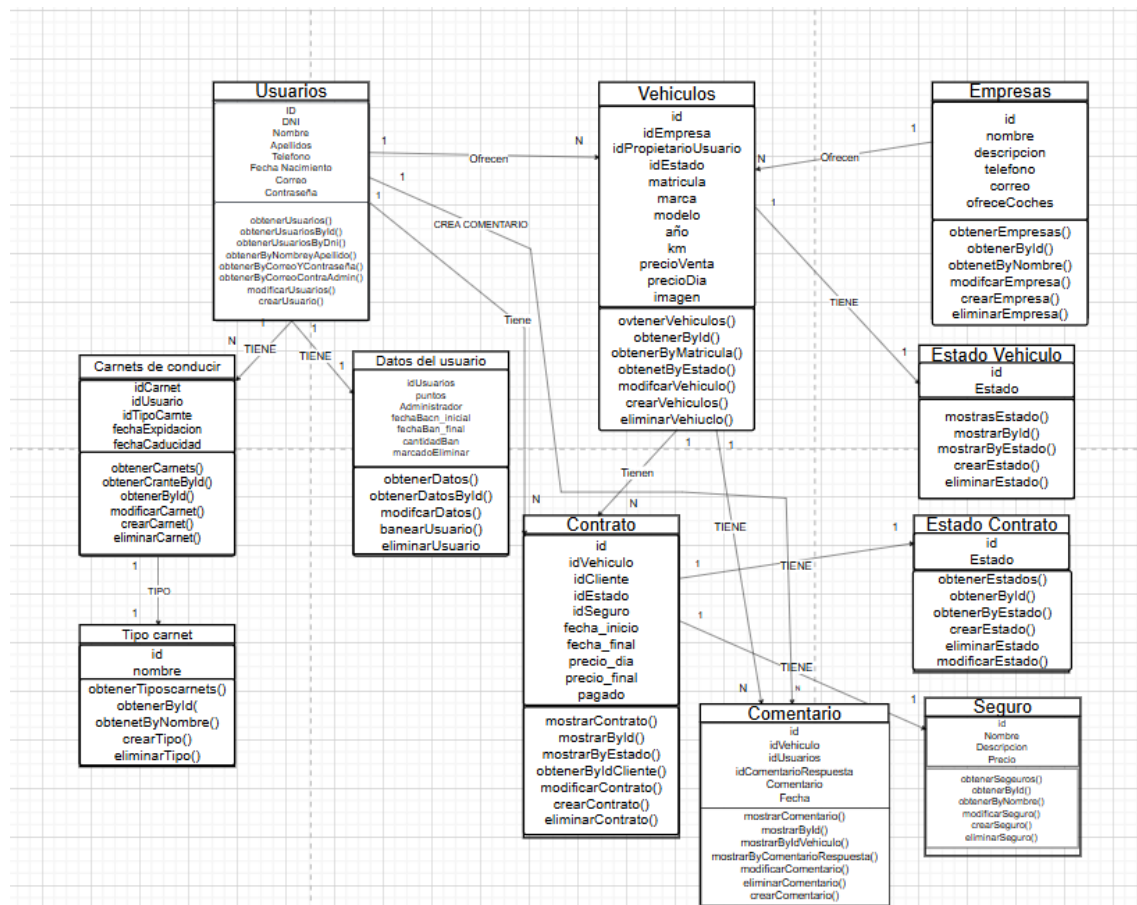 Usuarios
ID
DNI
Nombre
Apellidos
Telefono
Fecha Nacimiento
Correo
Contraseña
obtenerUsuarios()
obtenerUsuariosById()
obtenerUsuariosByDni()
obtenerByNombreyApellido()
obtenerByCorreoYContraseña()
obtenerByCorreoContraAdmin()
modificarUsuarios()
crearUsuario()
Vehiculos
id
idEmpresa
idPropietarioUsuario
idEstado
matricula
marca
modelo
año
km
precioVenta
precioDia
imagen
ovtenerVehiculos()
obtenerById()
obtenerByMatricula()
obtenetByEstado()
modifcarVehiculo()
crearVehiculos()
eliminarVehiuclo()
Empresas
id
nombre
descripcion
telefono
correo
ofreceCoches
obtenerEmpresas()
obtenerById()
obtenetByNombre()
modifcarEmpresa()
crearEmpresa()
eliminarEmpresa()
1
N
Ofrecen
1
N
Ofrecen
1
CREA COMENTARIO
N
1
Tiene
N
1
TIENE
1
1
TIENE
N
1
TIENE
1
Carnets de conducir
idCarnet
idUsuario
idTipoCarnte
fechaExpidacion
fechaCaducidad
obtenerCarnets()
obtenerCranteById()
obtenerById()
modificarCarnet()
crearCarnet()
eliminarCarnet()
Datos del usuario
idUsuarios
puntos
Administrador
fechaBacn_inicial
fechaBan_final
cantidadBan
marcadoEliminar
obtenerDatos()
obtenerDatosById()
modifcarDatos()
banearUsuario()
eliminarUsuario
Estado Vehiculo
id
Estado
mostrasEstado()
mostrarById()
mostrarByEstado()
crearEstado()
eliminarEstado()
1
Tienen
N
1
TIENE
N
1
TIPO
1
Tipo carnet
id
nombre
obtenerTiposcarnets()
obtenerById(
obtenetByNombre()
crearTipo()
eliminarTipo()
Contrato
id
idVehiculo
idCliente
idEstado
idSeguro
fecha_inicio
fecha_final
precio_dia
precio_final
pagado
mostrarContrato()
mostrarById()
mostrarByEstado()
obtenerByIdCliente()
modificarContrato()
crearContrato()
eliminarContrato()
1
TIENE
1
Estado Contrato
id
Estado
obtenerEstados()
obtenerById()
obtenerByEstado()
crearEstado()
eliminarEstado
modificarEstado()
1
TIENE
1
Comentario
id
idVehiculo
idUsuarios
idComentarioRespuesta
Comentario
Fecha
mostrarComentario()
mostrarById()
mostrarByIdVehiculo()
mostrarByComentarioRespuesta()
modificarComentario()
eliminarComentario()
crearComentario()
Seguro
id
Nombre
Descripcion
Precio
obtenerSegeuros()
obtenerById()
obtenerByNombre()
modificarSeguro()
crearSeguro()
eliminarSeguro()